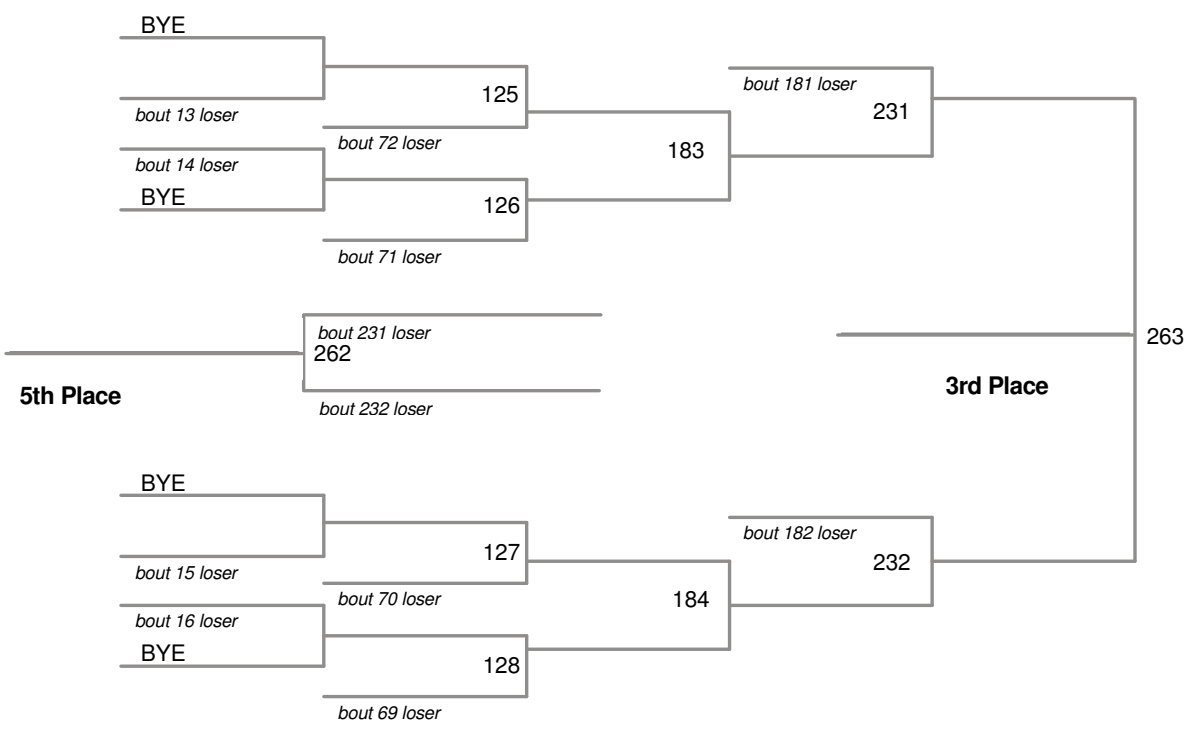 BYE
bout 13 loser
125
bout 72 loser
bout 14 loser
BYE
126
bout 71 loser
183
bout 181 loser
231
bout 231 loser
262
5th Place
bout 232 loser
263
3rd Place
BYE
bout 15 loser
127
bout 70 loser
bout 16 loser
BYE
128
bout 69 loser
184
bout 182 loser
232